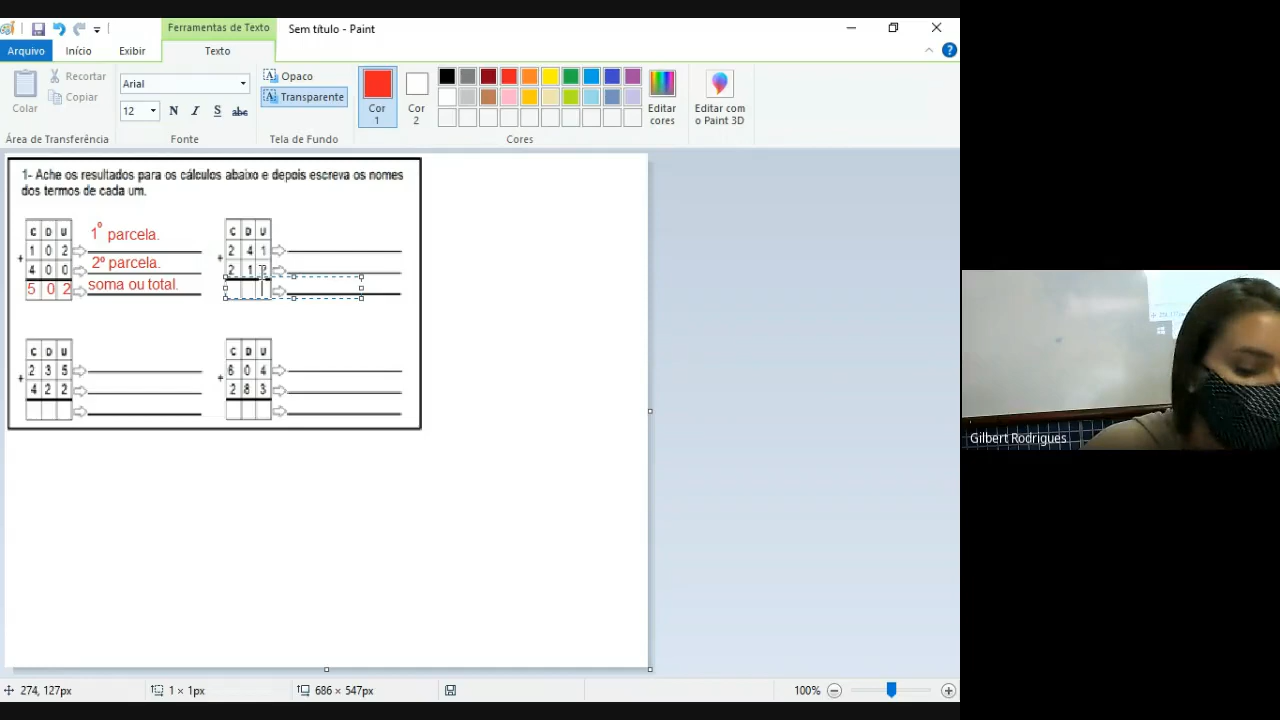 Ferramentas de Texto
Sem título - Paint
Arquivo
Início
Exibir
Texto
Colar
Recortar
Copiar
Arial
12
N I S abc
Opaco
Transparente
Cor 1
Cor 2
Editar cores
Editar com o Paint 3D
Área de Transferência
Fonte
Tela de Fundo
Cores
1- Ache os resultados para os cálculos abaixo e depois escreva os nomes
dos termos de cada um.
C D U
1 0 2 1º parcela.
+
4 0 0 2º parcela.
5 0 2 soma ou total.
C D U
2 4 1
+
2 1
C D U
2 3 5
+
4 2 2
C D U
6 0 4
+
2 8 3
Gilbert Rodrigues
274, 127px
1 × 1px
686 × 547px
100%